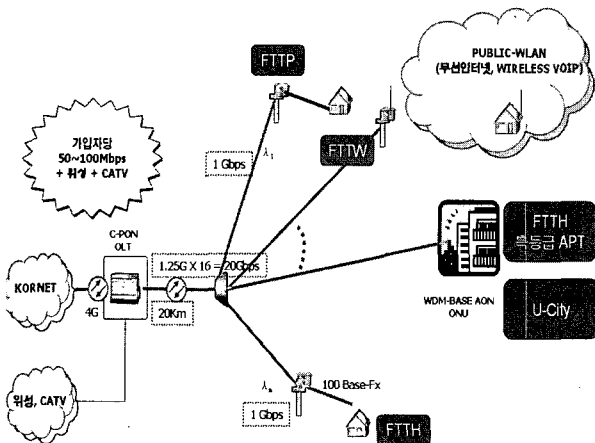 PUBLIC-WLAN
(무선인터넷, WIRELESS VOIP)
FTTP
가입자당
50~100Mbps
+ 위성 + CATV
1 Gbps
λ₁
FTTW
C-PON
OLT
1.25G X 16 = 20Gbps
KORNET
4G
20Km
WDM-BASE AON
ONU
FTTH
특등급 APT
U-City
위성, CATV
λₙ
100 Base-Fx
1 Gbps
FTTH